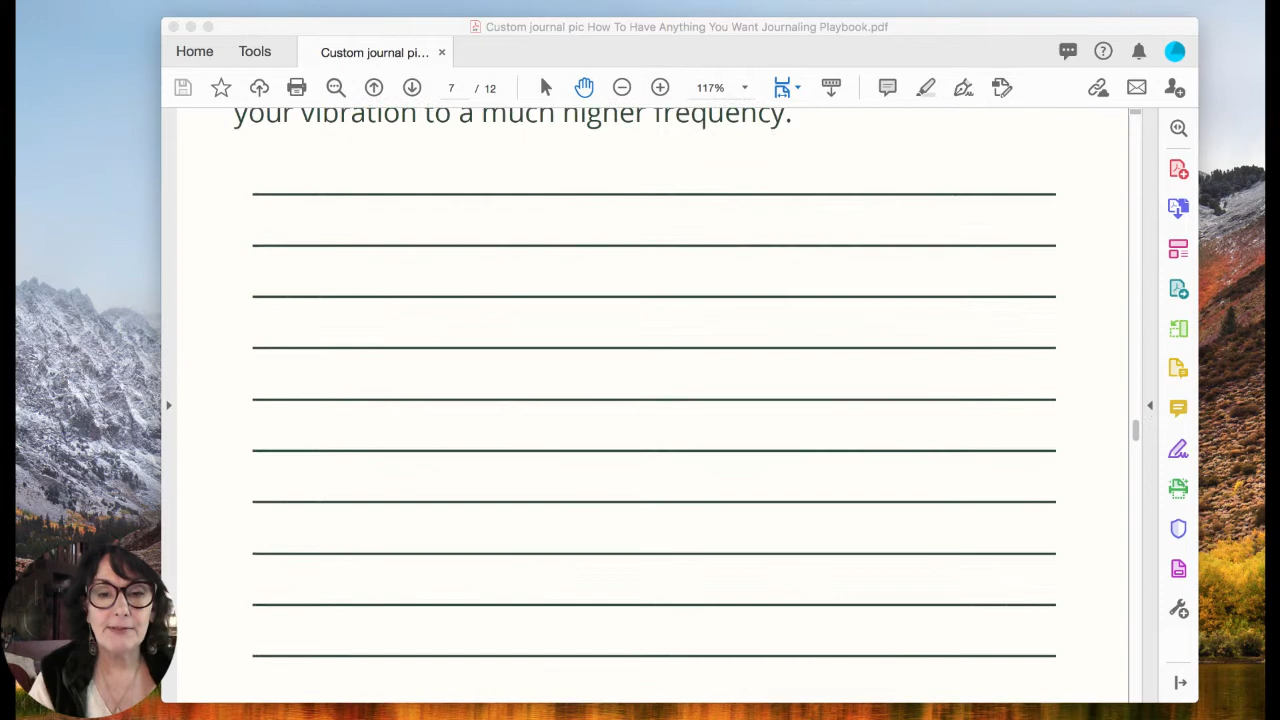 Custom journal pic How To Have Anything You Want Journaling Playbook.pdf
Home Tools Custom journal pi... ×
7 / 12 117%
your vibration to a much higher frequency.